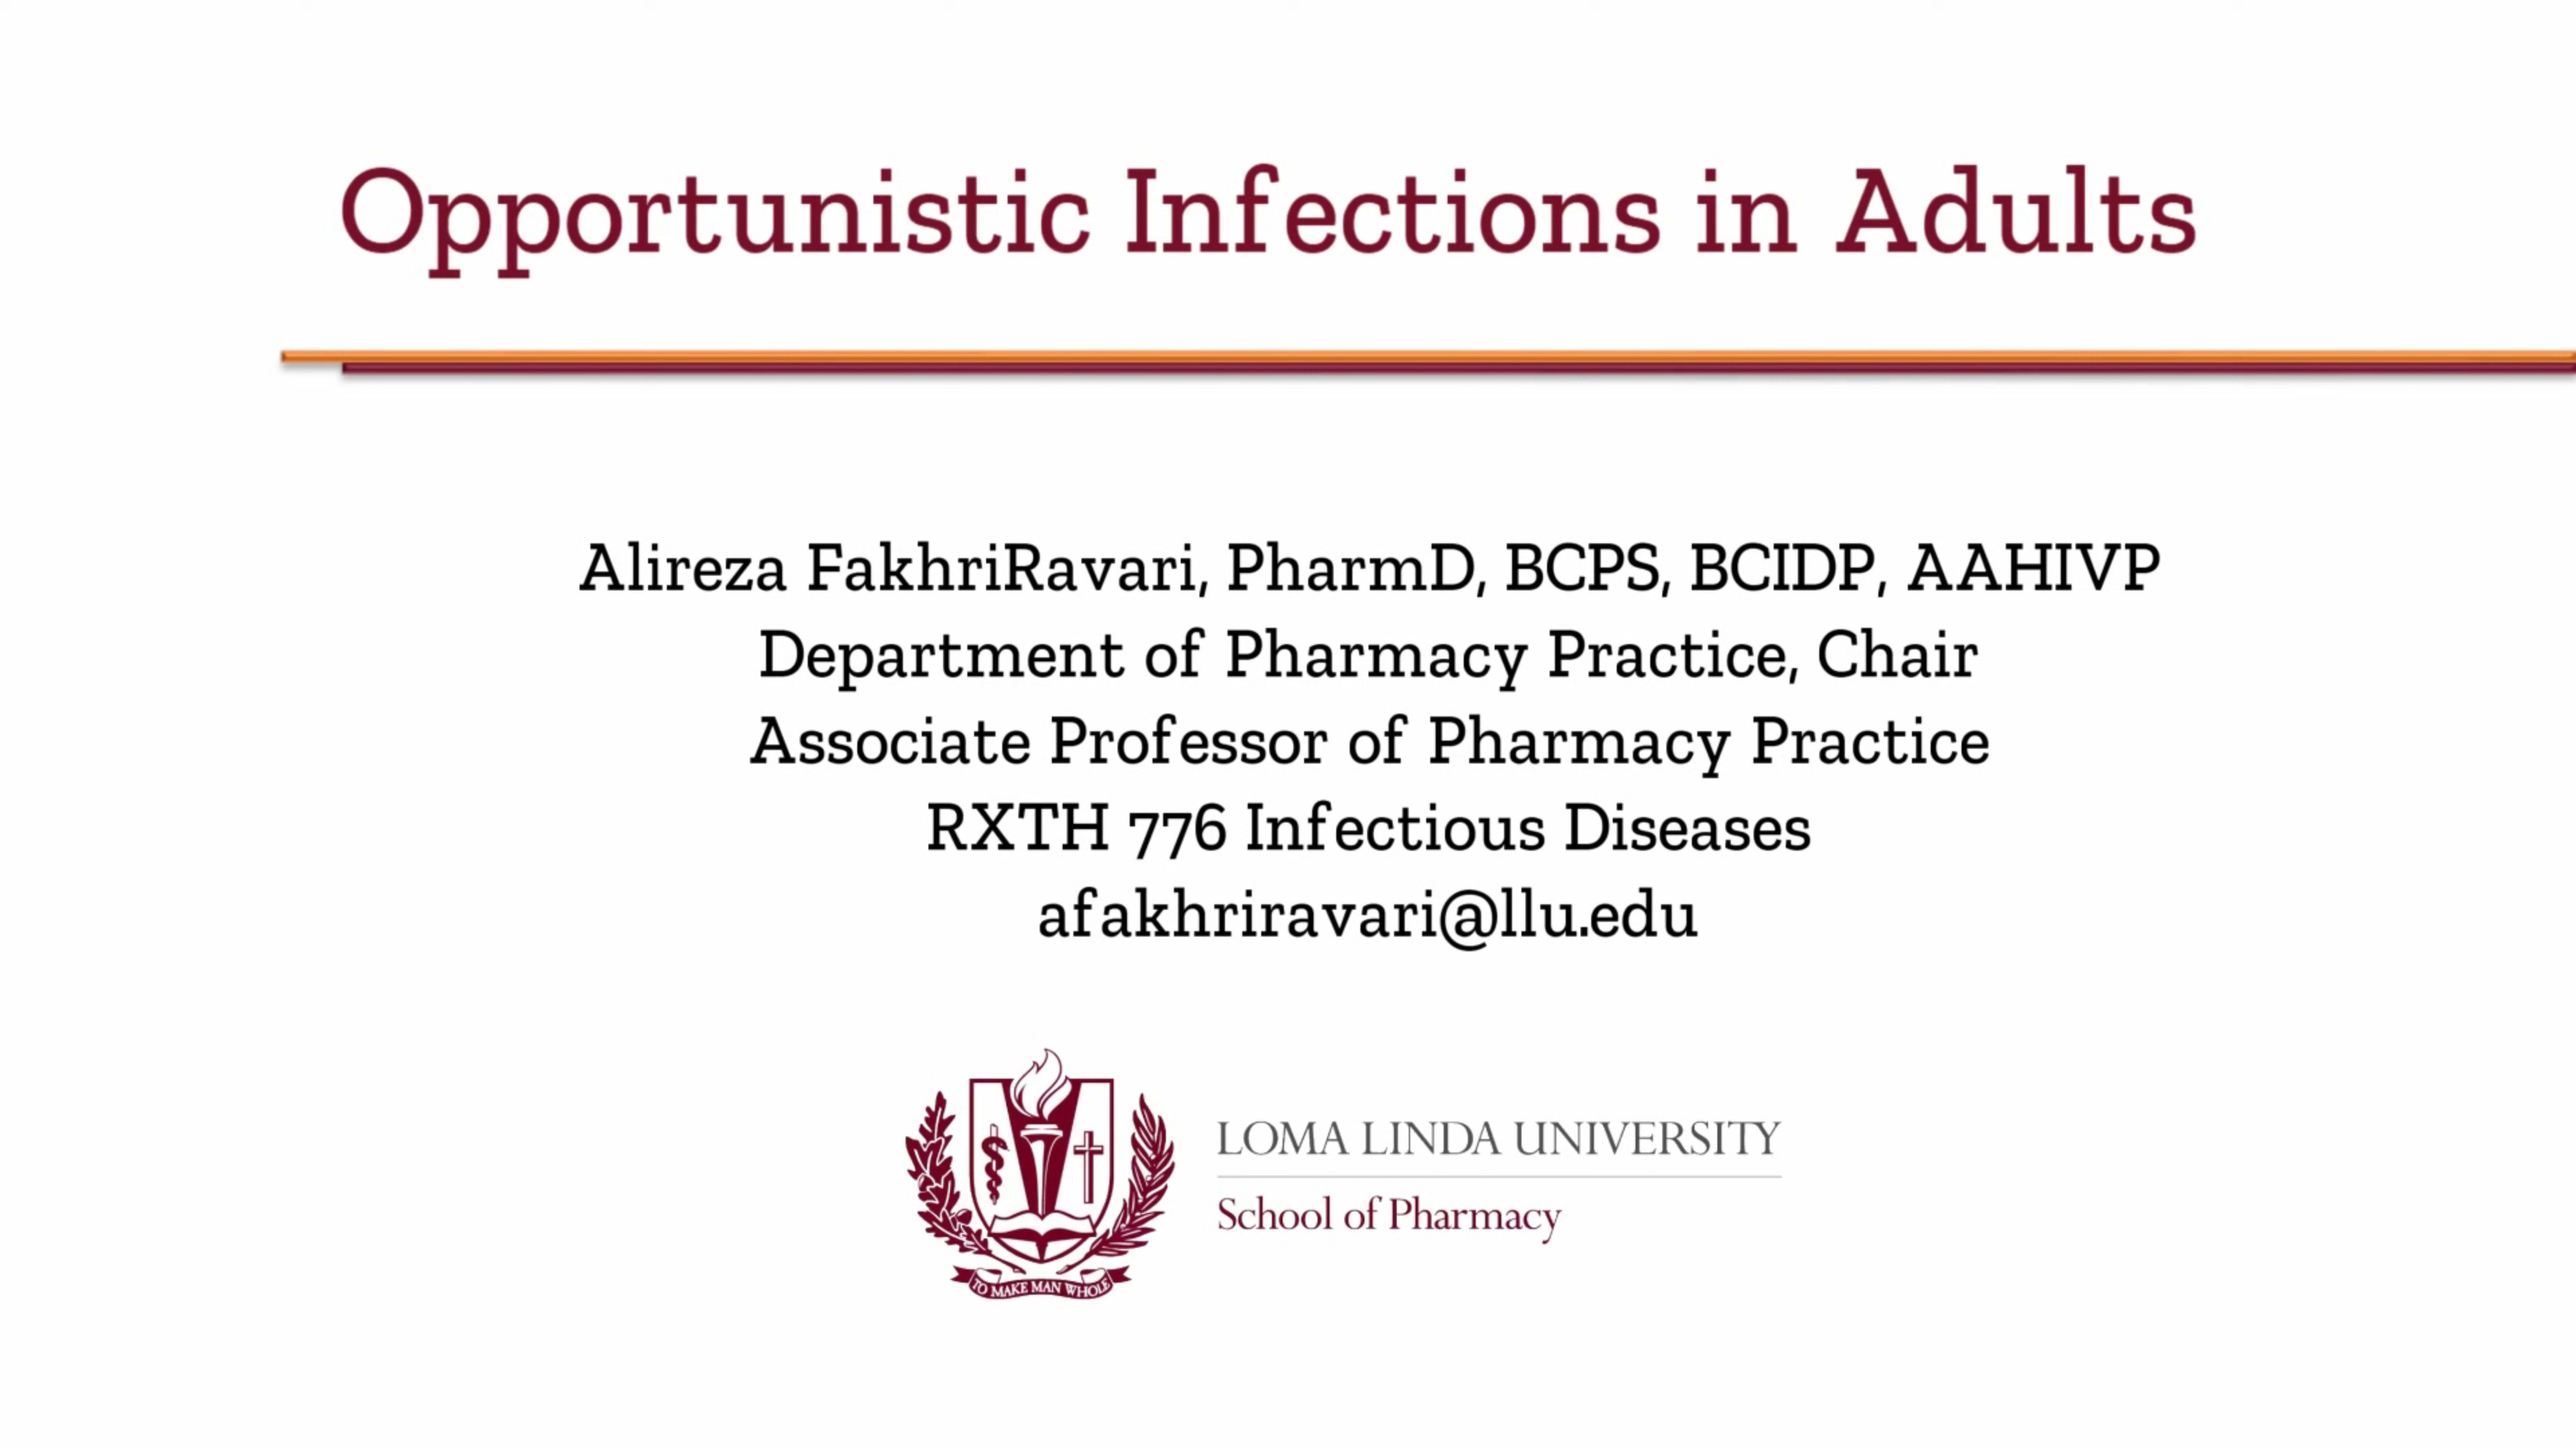 Opportunistic Infections in Adults
Alireza FakhriRavari, PharmD, BCPS, BCIDP, AAHIVP
Department of Pharmacy Practice, Chair
Associate Professor of Pharmacy Practice
RXTH 776 Infectious Diseases
afakhriravari@llu.edu
LOMA LINDA UNIVERSITY
School of Pharmacy
TO MAKE MAN WHOLE